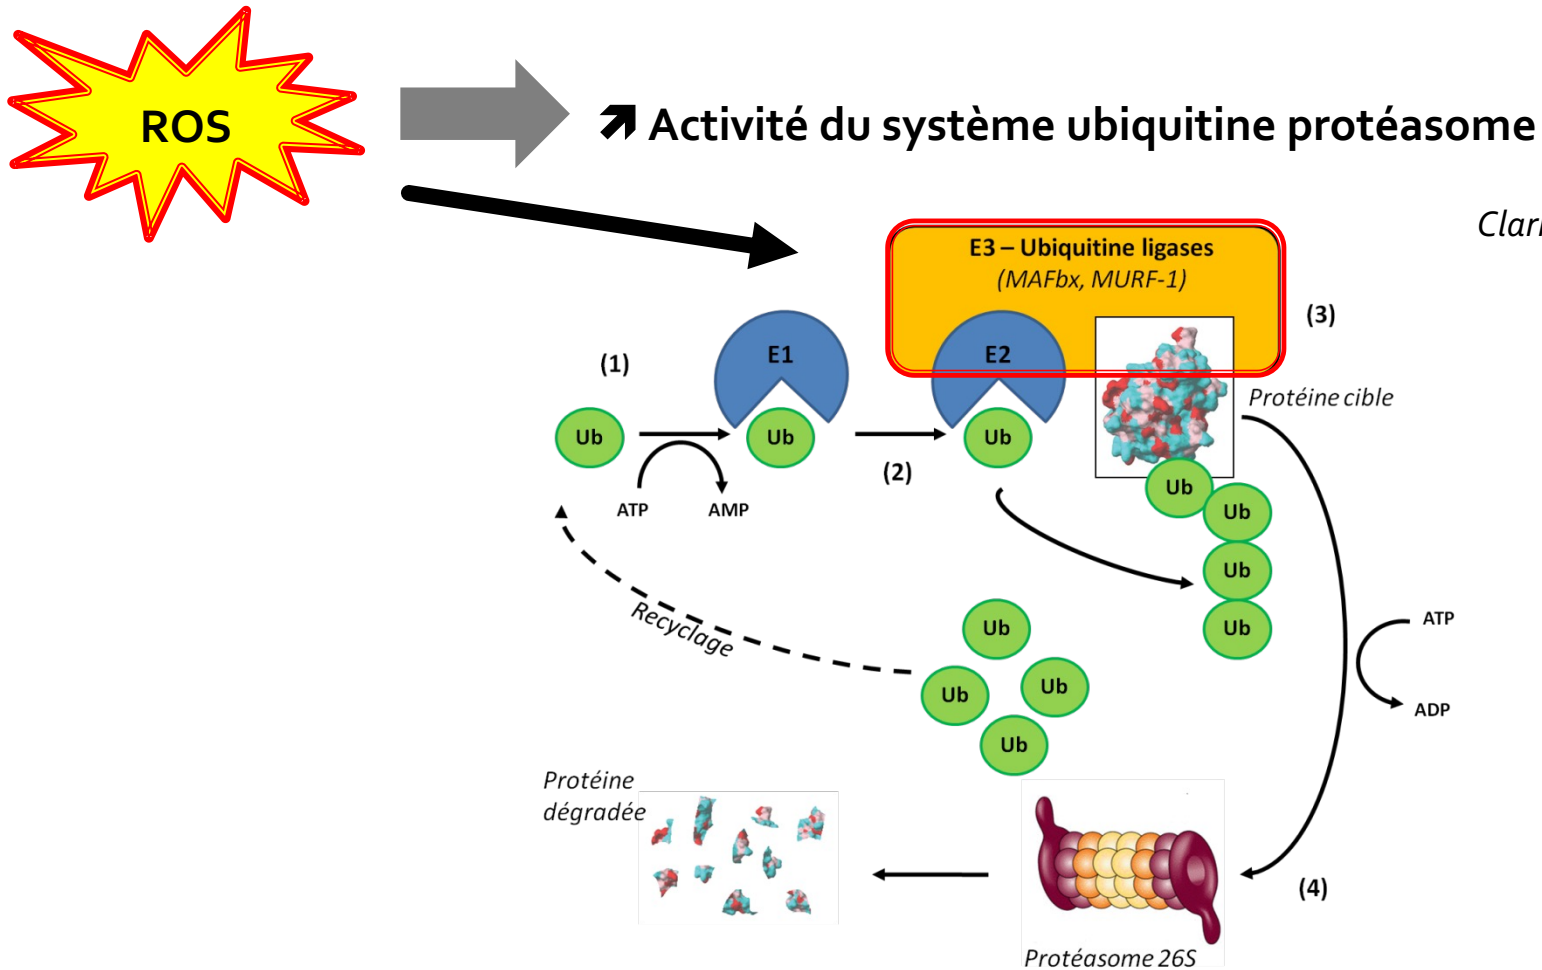 ROS
↗ Activité du système ubiquitine protéasome
E3 – Ubiquitine ligases
(MAFbx, MURF-1)
(3)
(1)
E1
E2
Protéine cible
Ub
Ub
Ub
(2)
ATP
AMP
Ub
Ub
Ub
Ub
Recyclage
Ub
Ub
Ub
Ub
ATP
ADP
Protéine
dégradée
(4)
Protéasome 26S